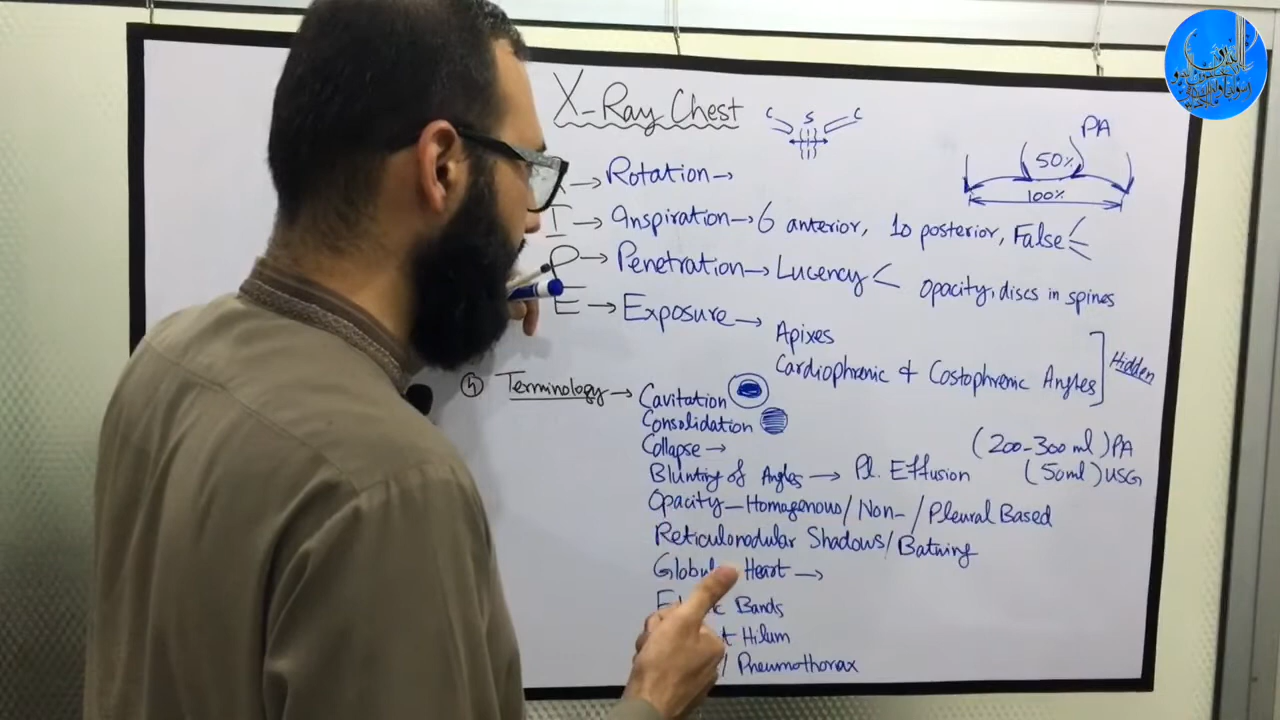 X-Ray Chest
C S C
PA
50%
100%
→ Rotation →
I → Inspiration → 6 anterior, 10 posterior, False
P → Penetration → Lucency < opacity, discs in spines
E → Exposure →
Apixes
Cardiophrenic & Costophrenic Angles
Hidden
Terminology → Cavitation
Consolidation
Collapse →
Blunting of Angles → Pl. Effusion
(200-300 ml) PA
(50ml) USG
Opacity - Homogenous / Non- / Pleural Based
Reticulonodular Shadows / Batwing
Heart →
Bands
Hilum
/ Pneumothorax